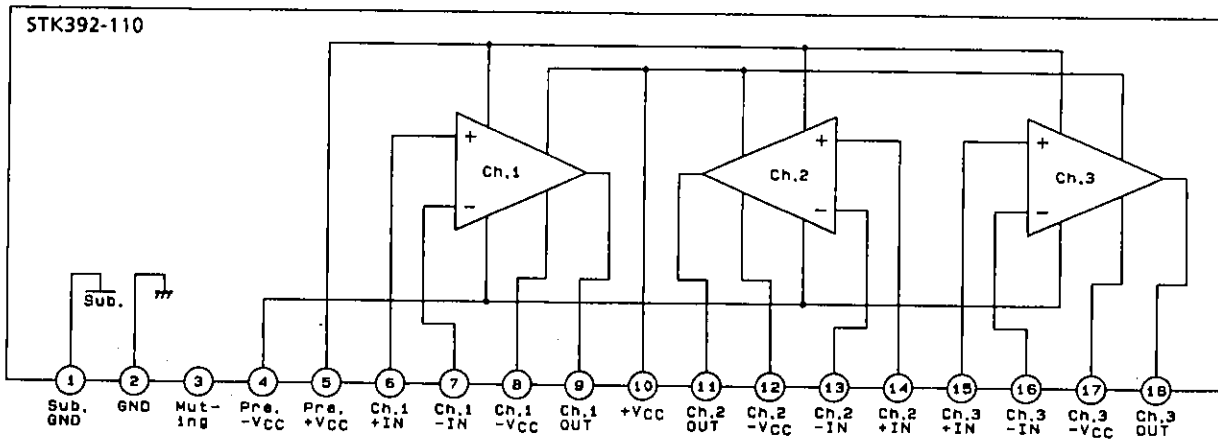 STK392-110
+
Ch.1
−
+
Ch.2
−
+
Ch.3
−
Sub.
1
2
3
4
5
6
7
8
9
10
11
12
13
14
15
16
17
18
Sub.
GND
GND
Mut-
ing
Pre.
-VCC
Pre.
+VCC
Ch.1
+IN
Ch.1
-IN
Ch.1
-VCC
Ch.1
OUT
+VCC
Ch.2
OUT
Ch.2
-VCC
Ch.2
-IN
Ch.2
+IN
Ch.3
+IN
Ch.3
-IN
Ch.3
-VCC
Ch.3
OUT